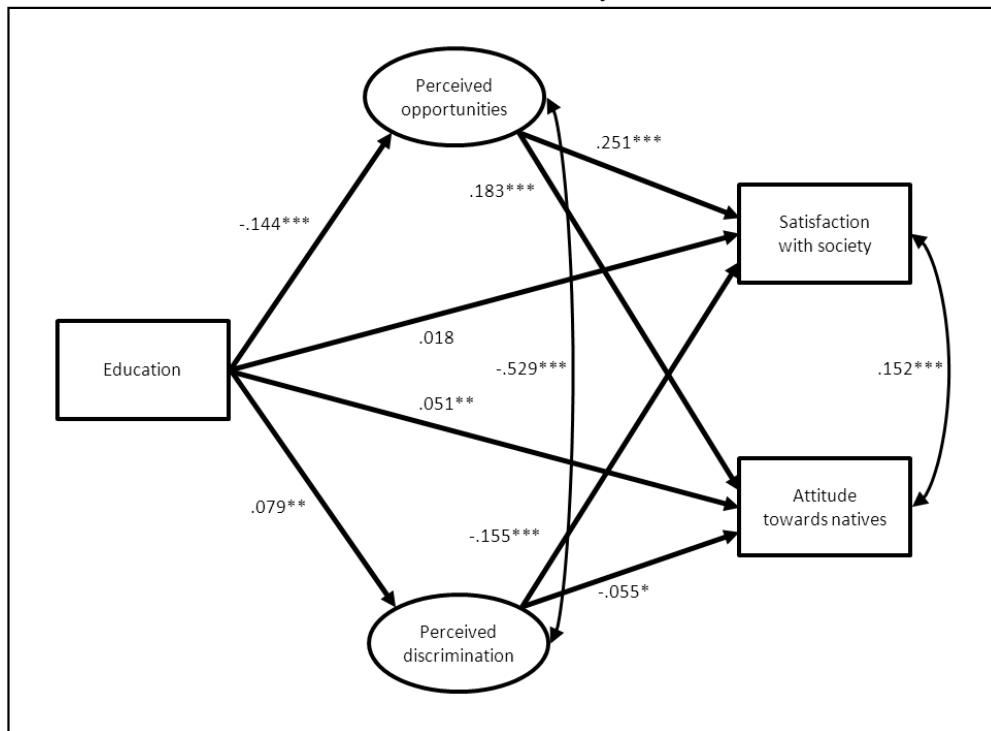 Perceived
opportunities
.251***
.183***
-.144***
Satisfaction
with society
Education
.018
-.529***
.152***
.051**
.079**
Attitude
towards natives
-.155***
-.055*
Perceived
discrimination